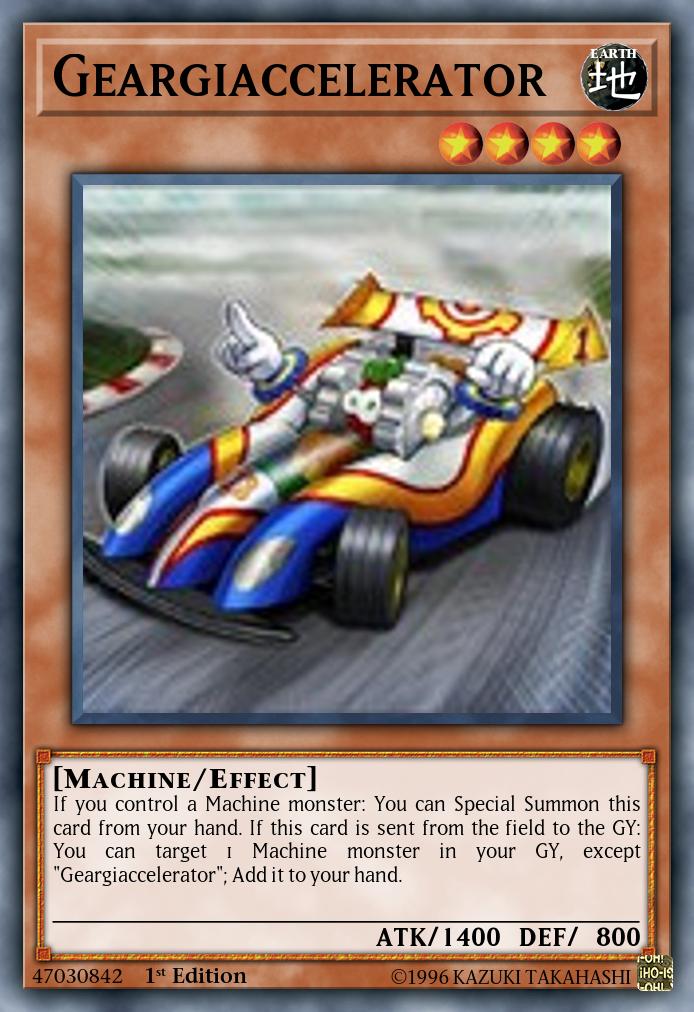 GEARGIACCELERATOR
EARTH
地
1
8
[MACHINE/EFFECT]
If you control a Machine monster: You can Special Summon this
card from your hand. If this card is sent from the field to the GY:
You can target 1 Machine monster in your GY, except
"Geargiaccelerator"; Add it to your hand.
ATK/1400 DEF/ 800
47030842 1st Edition ©1996 KAZUKI TAKAHASHI